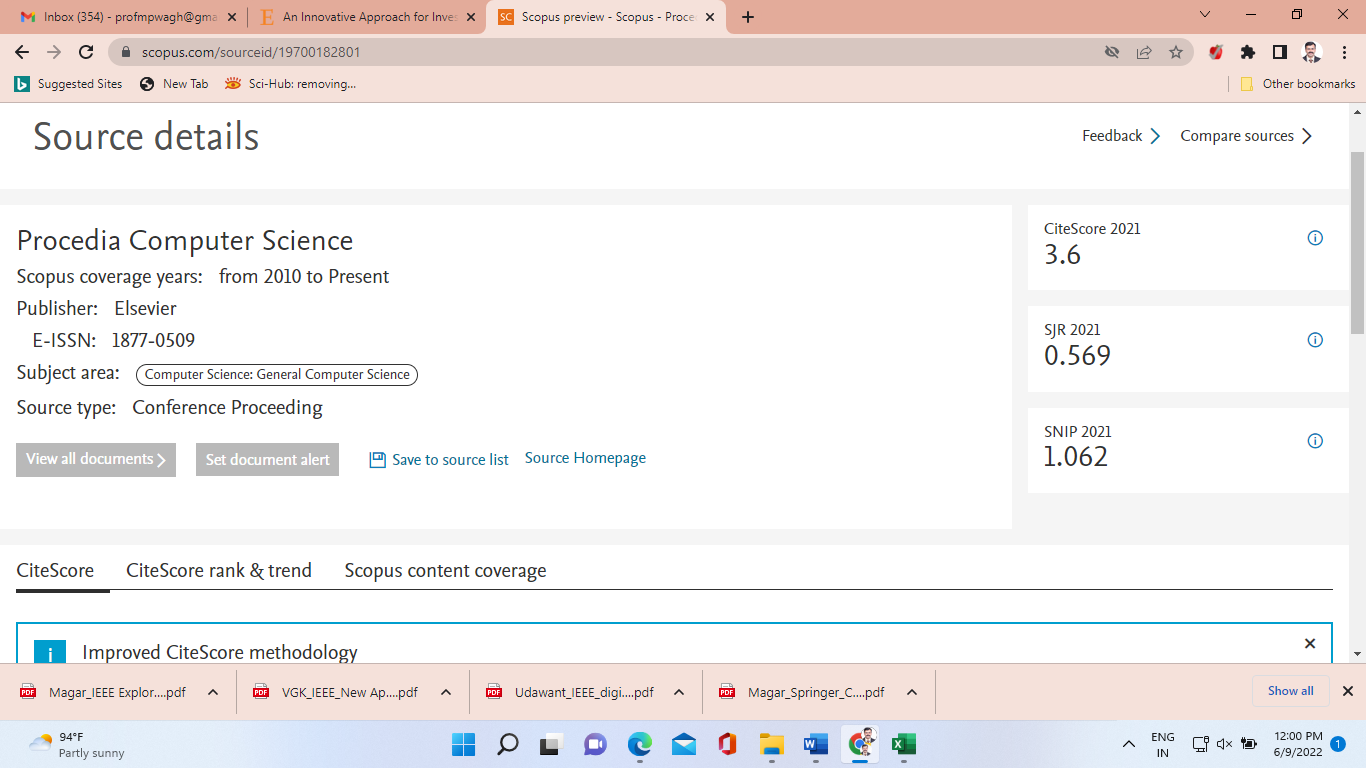 Inbox (354) - profmpwagh@gma
An Innovative Approach for Inves
Scopus preview - Scopus - Proce
scopus.com/sourceid/19700182801
Suggested Sites
New Tab
Sci-Hub: removing...
Other bookmarks
Source details
Feedback
Compare sources
Procedia Computer Science
Scopus coverage years: from 2010 to Present
Publisher: Elsevier
E-ISSN: 1877-0509
Subject area: Computer Science: General Computer Science
Source type: Conference Proceeding
View all documents
Set document alert
Save to source list
Source Homepage
CiteScore 2021
3.6
SJR 2021
0.569
SNIP 2021
1.062
CiteScore
CiteScore rank & trend
Scopus content coverage
Improved CiteScore methodology
Magar_IEEE Explor....pdf
VGK_IEEE_New Ap....pdf
Udawant_IEEE_digi....pdf
Magar_Springer_C....pdf
Show all
94°F
Partly sunny
ENG
IN
12:00 PM
6/9/2022
1